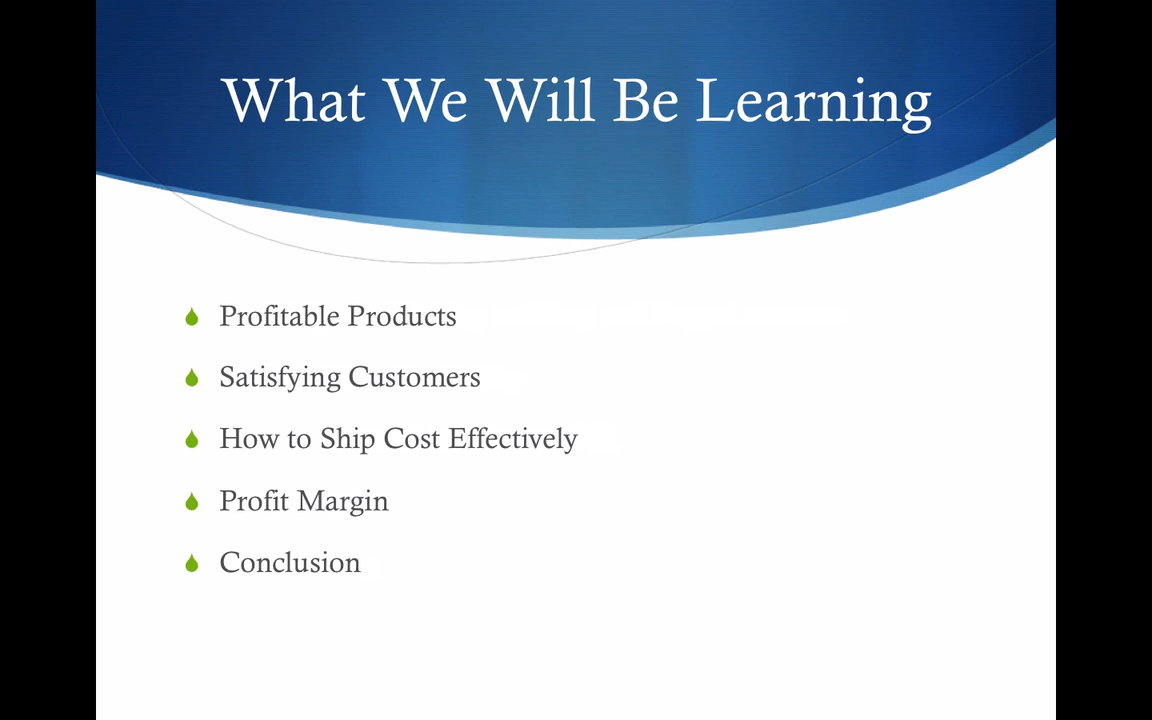 What We Will Be Learning
Profitable Products
Satisfying Customers
How to Ship Cost Effectively
Profit Margin
Conclusion